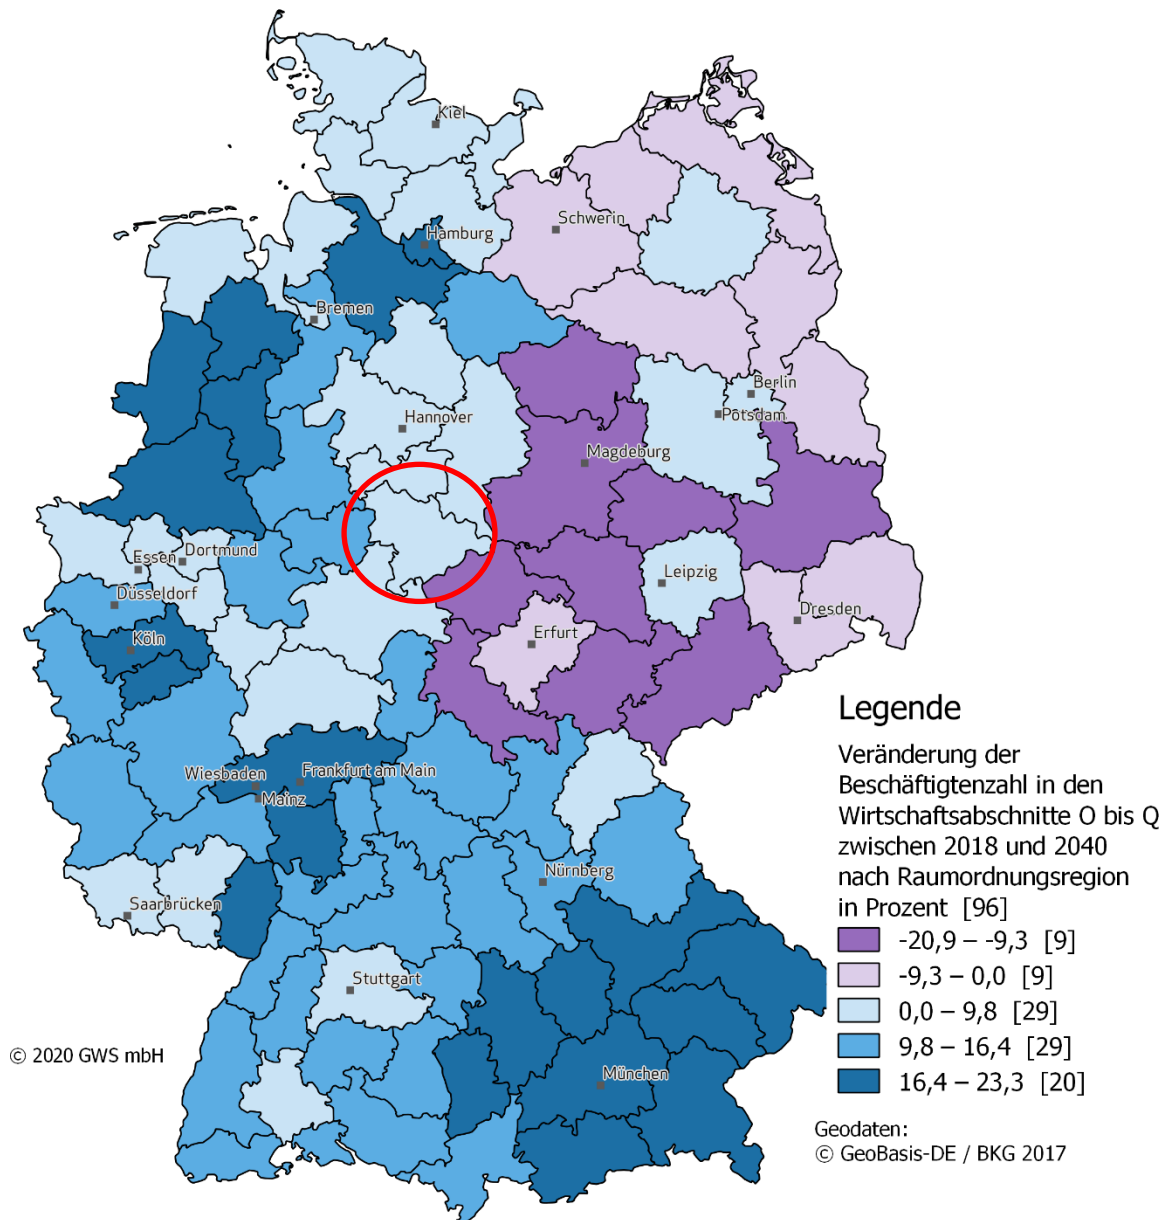 Kiel
Schwerin
Hamburg
Bremen
Berlin
Potsdam
Hannover
Magdeburg
Dortmund
Essen
Leipzig
Düsseldorf
Dresden
Erfurt
Köln
Wiesbaden
Frankfurt am Main
Mainz
Nürnberg
Saarbrücken
Stuttgart
München
© 2020 GWS mbH
Legende
Veränderung der
Beschäftigtenzahl in den
Wirtschaftsabschnitte O bis Q
zwischen 2018 und 2040
nach Raumordnungsregion
in Prozent [96]
-20,9 – -9,3 [9]
-9,3 – 0,0 [9]
0,0 – 9,8 [29]
9,8 – 16,4 [29]
16,4 – 23,3 [20]
Geodaten:
© GeoBasis-DE / BKG 2017